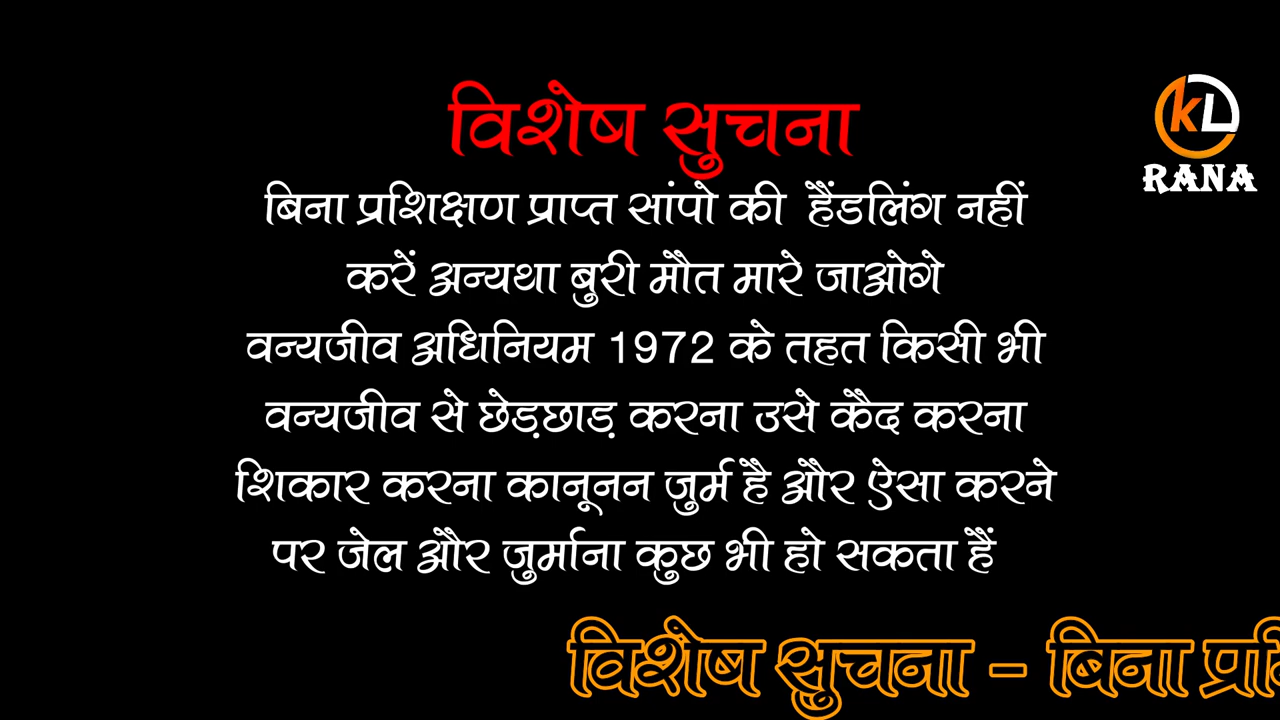 विशेष सुचना
KL
RANA
बिना प्रशिक्षण प्राप्त सांपो की हैंडलिंग नहीं
करें अन्यथा बुरी मौत मारे जाओगे
वन्यजीव अधिनियम 1972 के तहत किसी भी
वन्यजीव से छेड़छाड़ करना उसे कैद करना
शिकार करना कानूनन जुर्म है और ऐसा करने
पर जेल और जुर्माना कुछ भी हो सकता हैं
विशेष सुचना – बिना